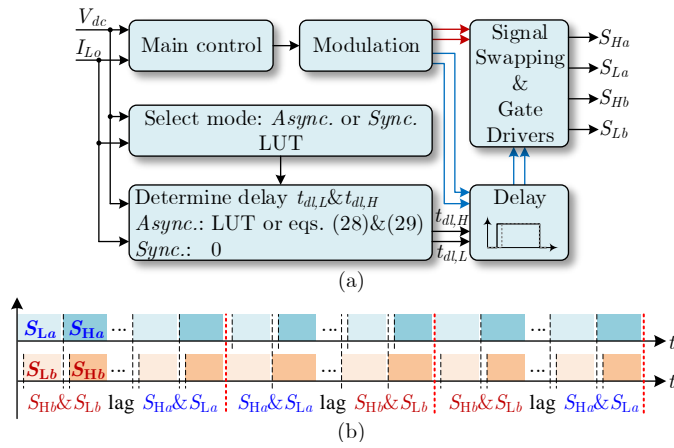 V_dc
I_Lo
Main control
Modulation
Signal
Swapping
&
Gate
Drivers
S_Ha
S_La
S_Hb
S_Lb
Select mode: Async. or Sync.
LUT
Determine delay t_dl,L&t_dl,H
Async.: LUT or eqs. (28)&(29)
Sync.: 0
t_dl,H
t_dl,L
Delay
(a)
S_La S_Ha ... ... ... ... t
S_Lb S_Hb ... ... ... ... t
S_Hb&S_Lb lag S_Ha&S_La S_Ha&S_La lag S_Hb&S_Lb S_Hb&S_Lb lag S_Ha&S_La
(b)